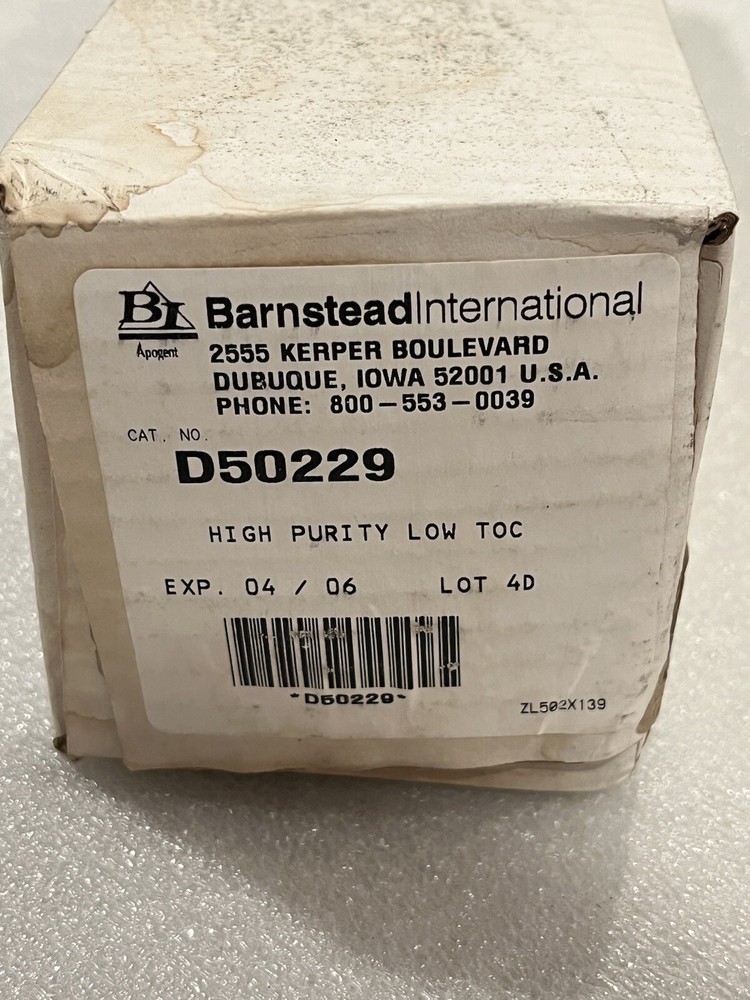 BI BarnsteadInternational
Apogent
2555 KERPER BOULEVARD
DUBUQUE, IOWA 52001 U.S.A.
PHONE: 800-553-0039
CAT. NO.
D50229
HIGH PURITY LOW TOC
EXP. 04 / 06 LOT 4D
*D50229*
ZL502X139